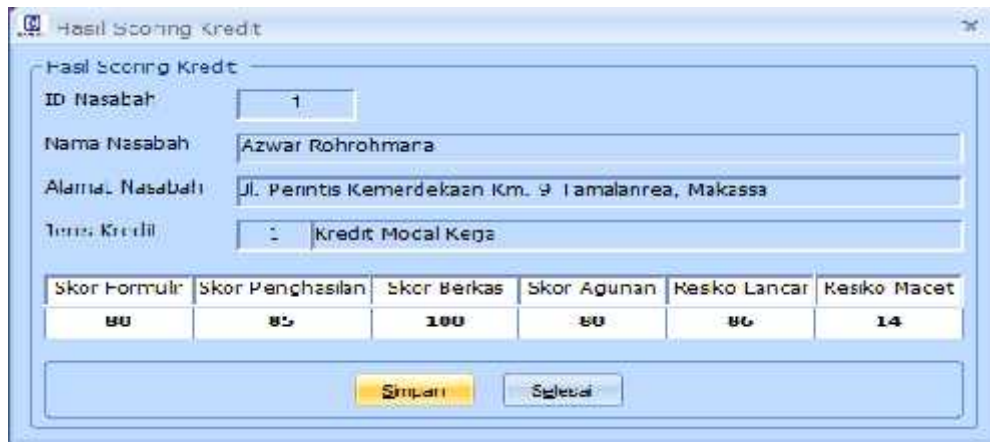 Hasil Scoring Kredit
Hasil Scoring Kredit
ID Nasabah 1
Nama Nasabah Azwar Rohrohmana
Alamat Nasabah Jl. Perintis Kemerdekaan Km. 9 Tamalanrea, Makassa
Jenis Kredit 1 Kredit Modal Kerja
Skor Formulir Skor Penghasilan Skor Berkas Skor Agunan Resiko Lancar Resiko Macet
80 85 100 80 86 14
Simpan Selesai